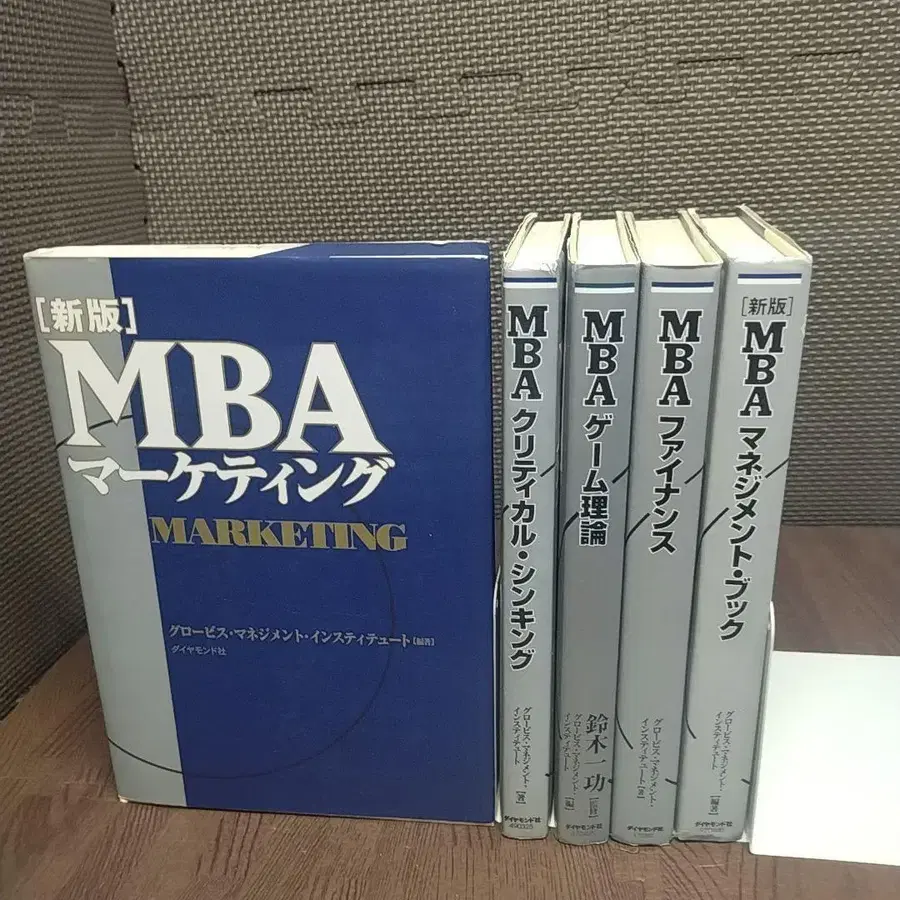 [新版]
MBA
マーケティング
MARKETING
グロービス・マネジメント・インスティテュート[編著]
ダイヤモンド社
MBA クリティカル・シンキング
グロービス・マネジメント・
インスティテュート
[著]
ダイヤモンド社
490325
MBA ゲーム理論
鈴木一功
[監修]
グロービス・マネジメント・
インスティテュート
[編]
ダイヤモンド社
MBA ファイナンス
グロービス・マネジメント・
インスティテュート[著]
ダイヤモンド社
[新版]
MBA マネジメント・ブック
グロービス・マネジメント・
インスティテュート
[編著]
ダイヤモンド社